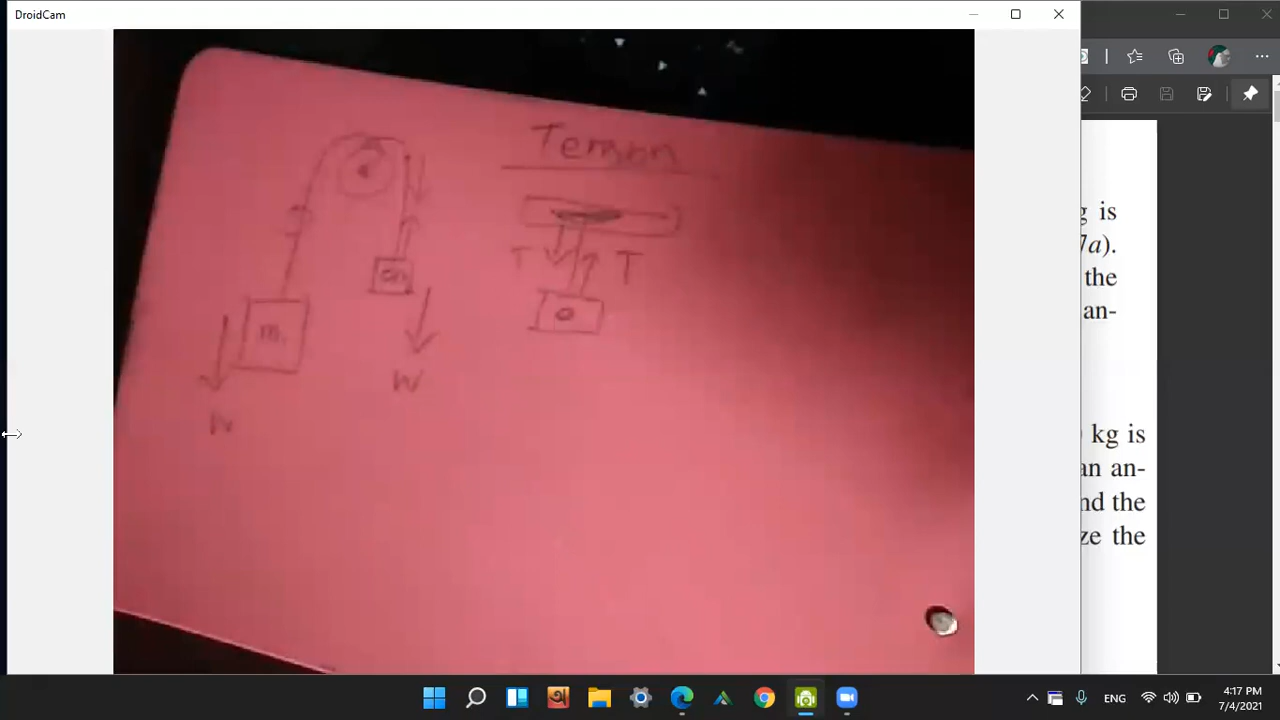 DroidCam
Tension
T
T
m
W
W
g is
7a).
the
an-
kg is
an an-
nd the
ze the
ENG
4:17 PM
7/4/2021